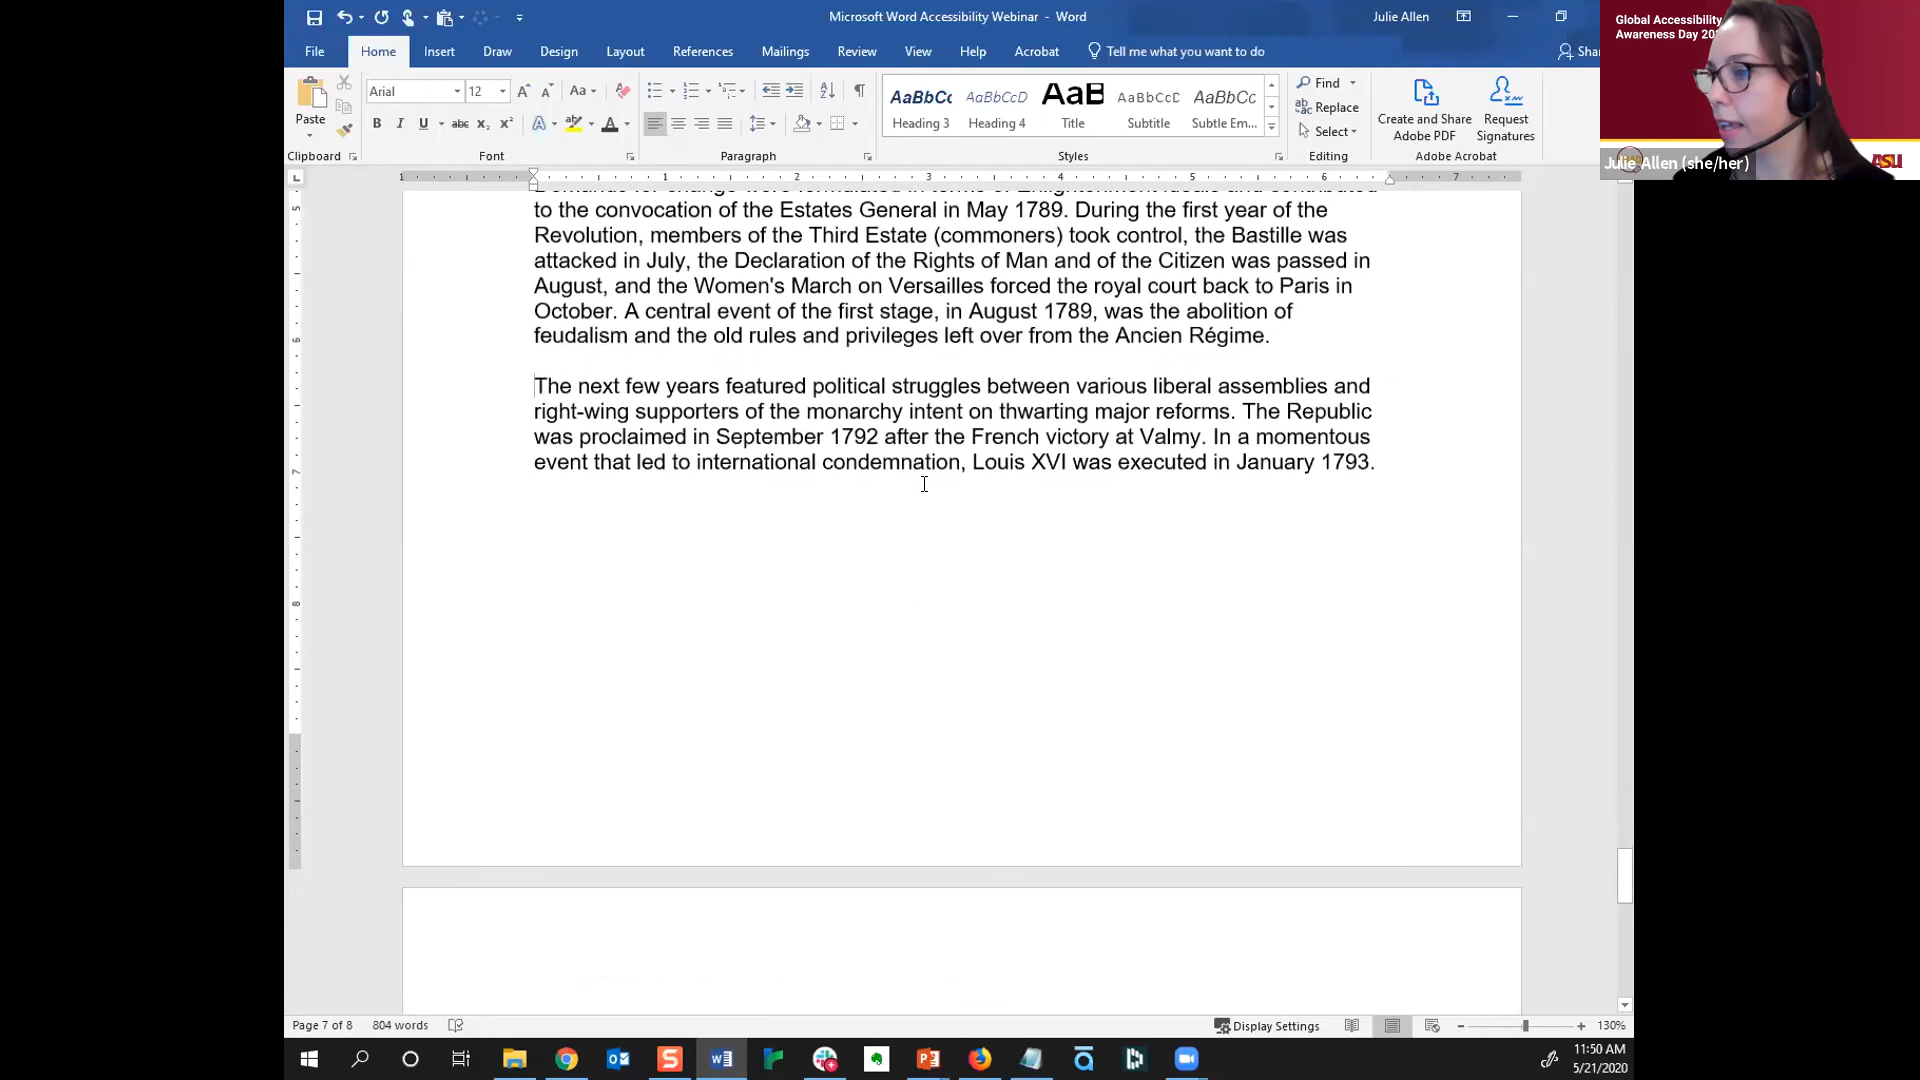 Microsoft Word Accessibility Webinar - Word
Julie Allen
File Home Insert Draw Design Layout References Mailings Review View Help Acrobat Tell me what you want to do
Paste
Arial 12
AaBbCc AaBbCcD AaB AaBbCcD AaBbCc
Heading 3 Heading 4 Title Subtitle Subtle Em...
Find
Replace
Select
Create and Share
Adobe PDF
Request
Signatures
Clipboard Font Paragraph Styles Editing Adobe Acrobat
Global Accessibility
Awareness Day
Julie Allen (she/her)
ASU
1 1 2 3 4 5 6 7
to the convocation of the Estates General in May 1789. During the first year of the
Revolution, members of the Third Estate (commoners) took control, the Bastille was
attacked in July, the Declaration of the Rights of Man and of the Citizen was passed in
August, and the Women's March on Versailles forced the royal court back to Paris in
October. A central event of the first stage, in August 1789, was the abolition of
feudalism and the old rules and privileges left over from the Ancien Régime.
The next few years featured political struggles between various liberal assemblies and
right-wing supporters of the monarchy intent on thwarting major reforms. The Republic
was proclaimed in September 1792 after the French victory at Valmy. In a momentous
event that led to international condemnation, Louis XVI was executed in January 1793.
Page 7 of 8 804 words
Display Settings
130%
11:50 AM
5/21/2020